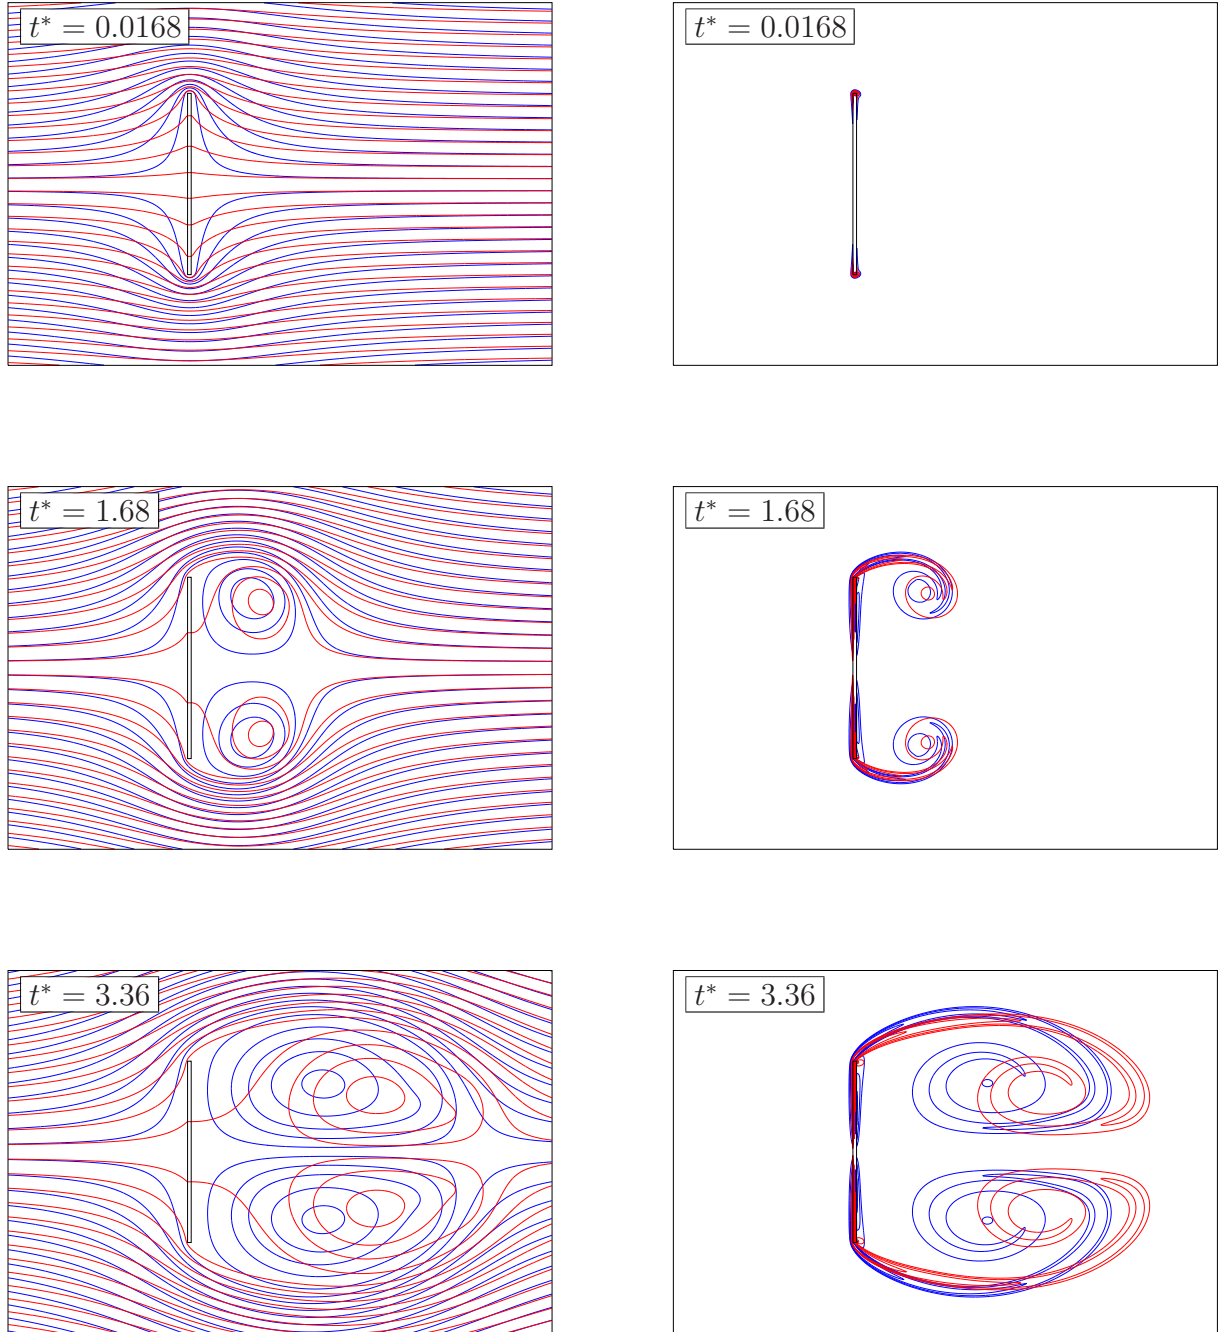 t* = 0.0168
t* = 0.0168
t* = 1.68
t* = 1.68
t* = 3.36
t* = 3.36